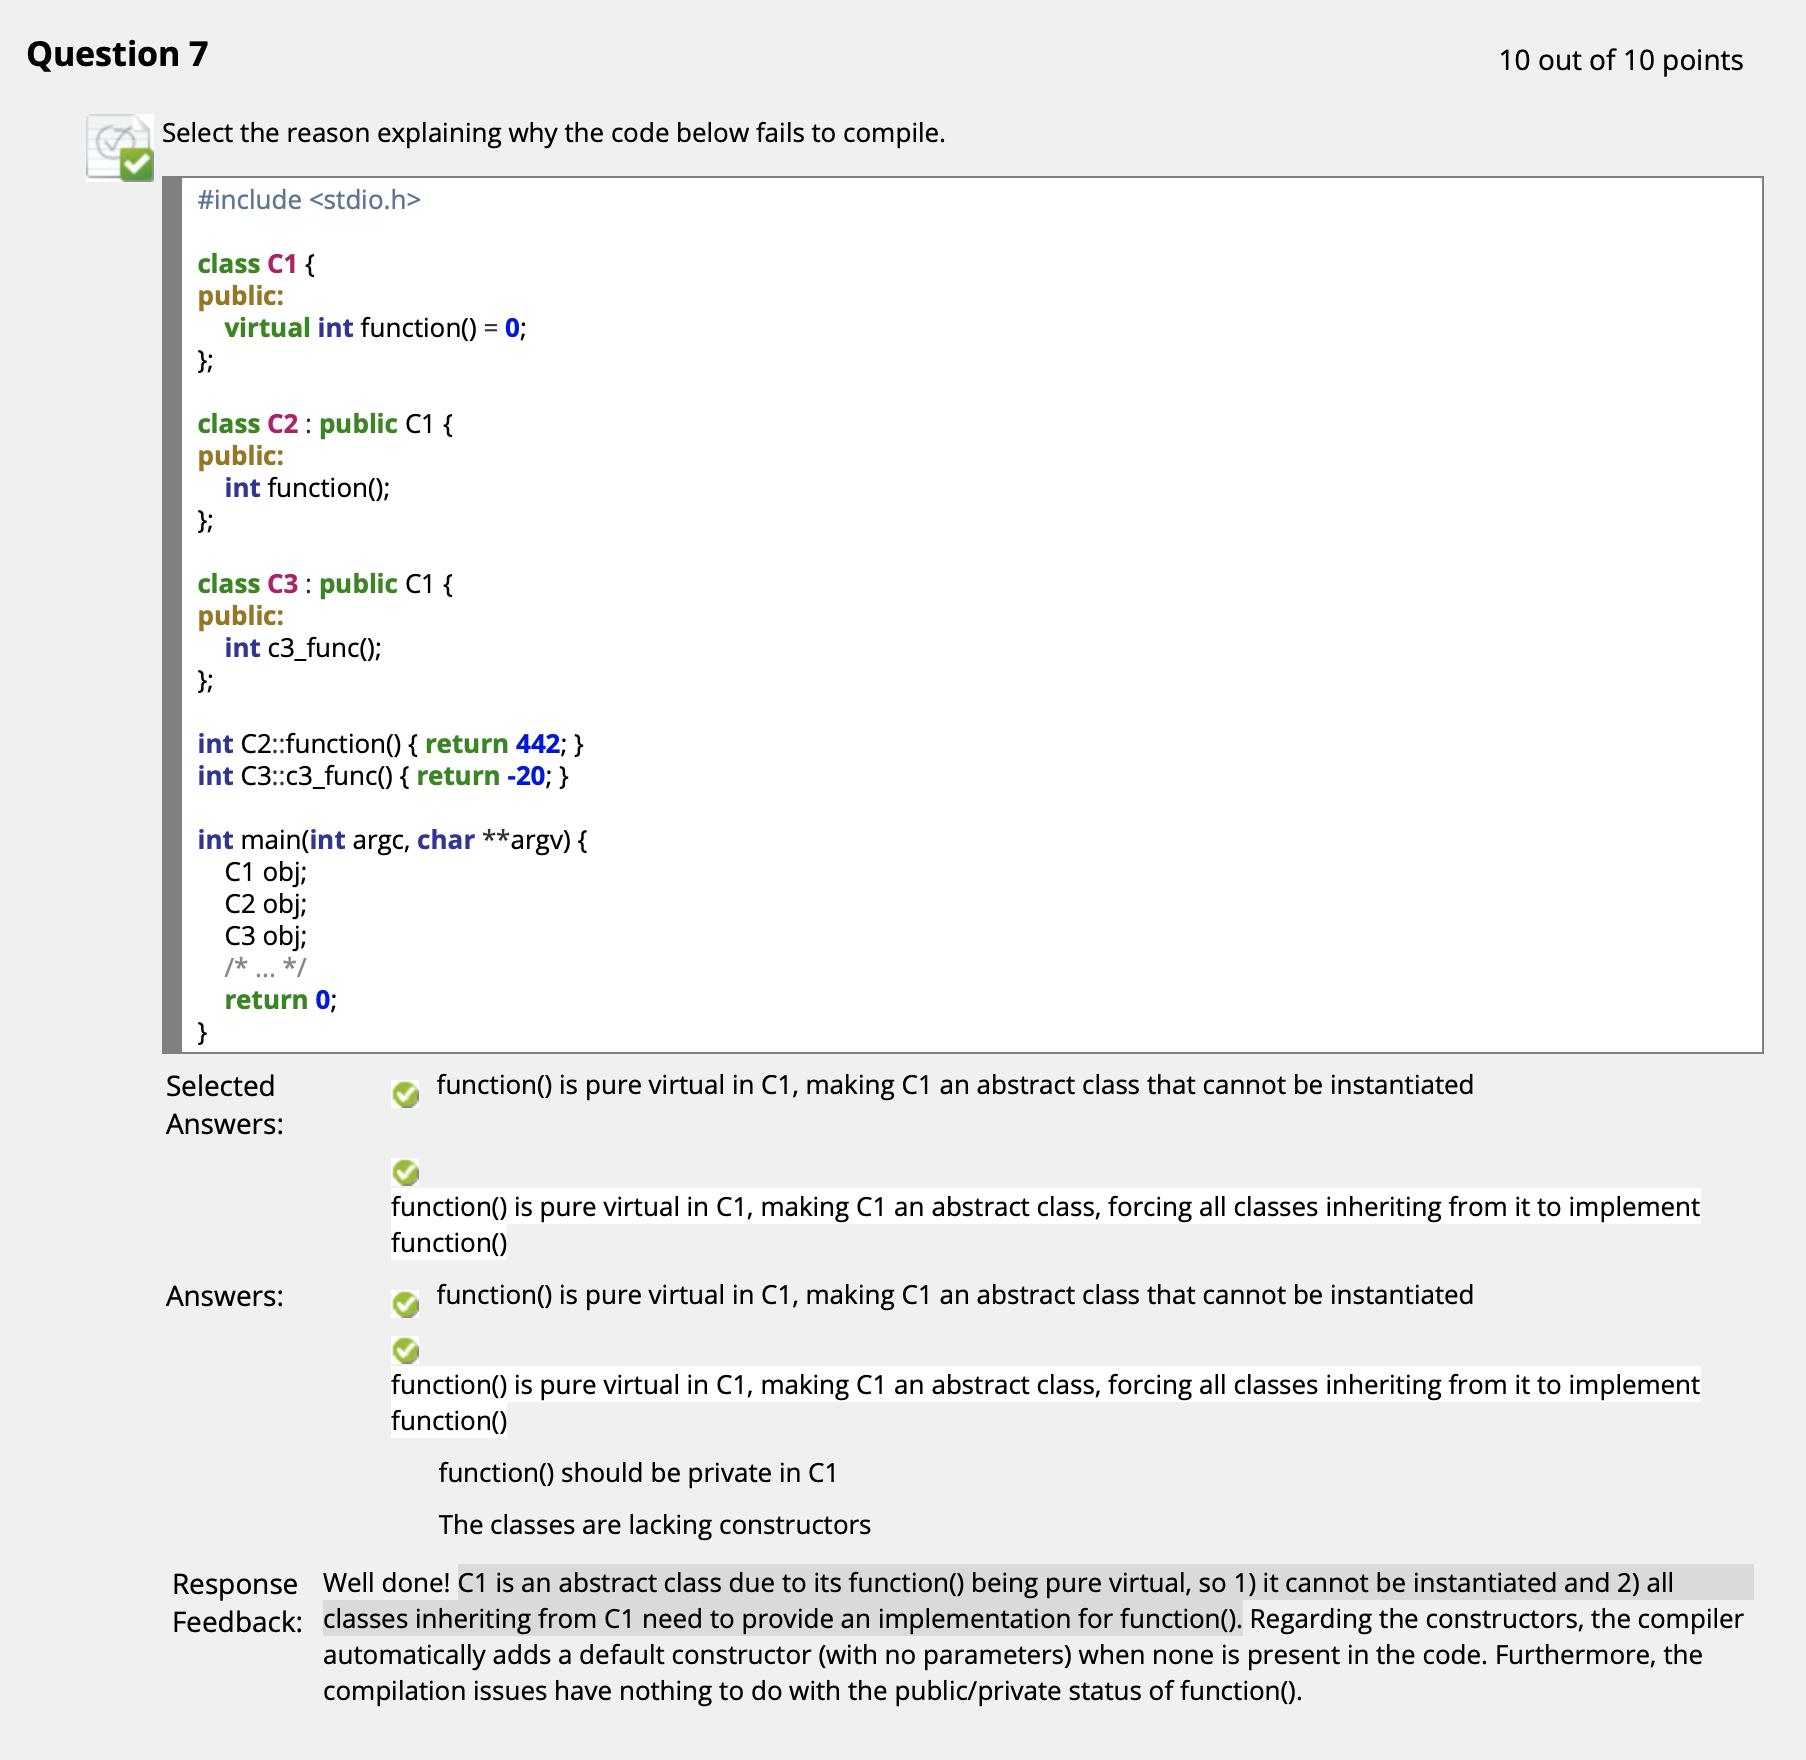 Question 7
10 out of 10 points
Select the reason explaining why the code below fails to compile.
#include <stdio.h>
class C1 {
public:
virtual int function() = 0;
};
class C2 : public C1 {
public:
int function();
};
class C3 : public C1 {
public:
int c3_func();
};
int C2::function() { return 442; }
int C3::c3_func() { return -20; }
int main(int argc, char **argv) {
C1 obj;
C2 obj;
C3 obj;
/* ... */
return 0;
}
Selected
Answers:
function() is pure virtual in C1, making C1 an abstract class that cannot be instantiated
function() is pure virtual in C1, making C1 an abstract class, forcing all classes inheriting from it to implement
function()
Answers:
function() is pure virtual in C1, making C1 an abstract class that cannot be instantiated
function() is pure virtual in C1, making C1 an abstract class, forcing all classes inheriting from it to implement
function()
function() should be private in C1
The classes are lacking constructors
Response
Feedback:
Well done! C1 is an abstract class due to its function() being pure virtual, so 1) it cannot be instantiated and 2) all
classes inheriting from C1 need to provide an implementation for function(). Regarding the constructors, the compiler
automatically adds a default constructor (with no parameters) when none is present in the code. Furthermore, the
compilation issues have nothing to do with the public/private status of function().